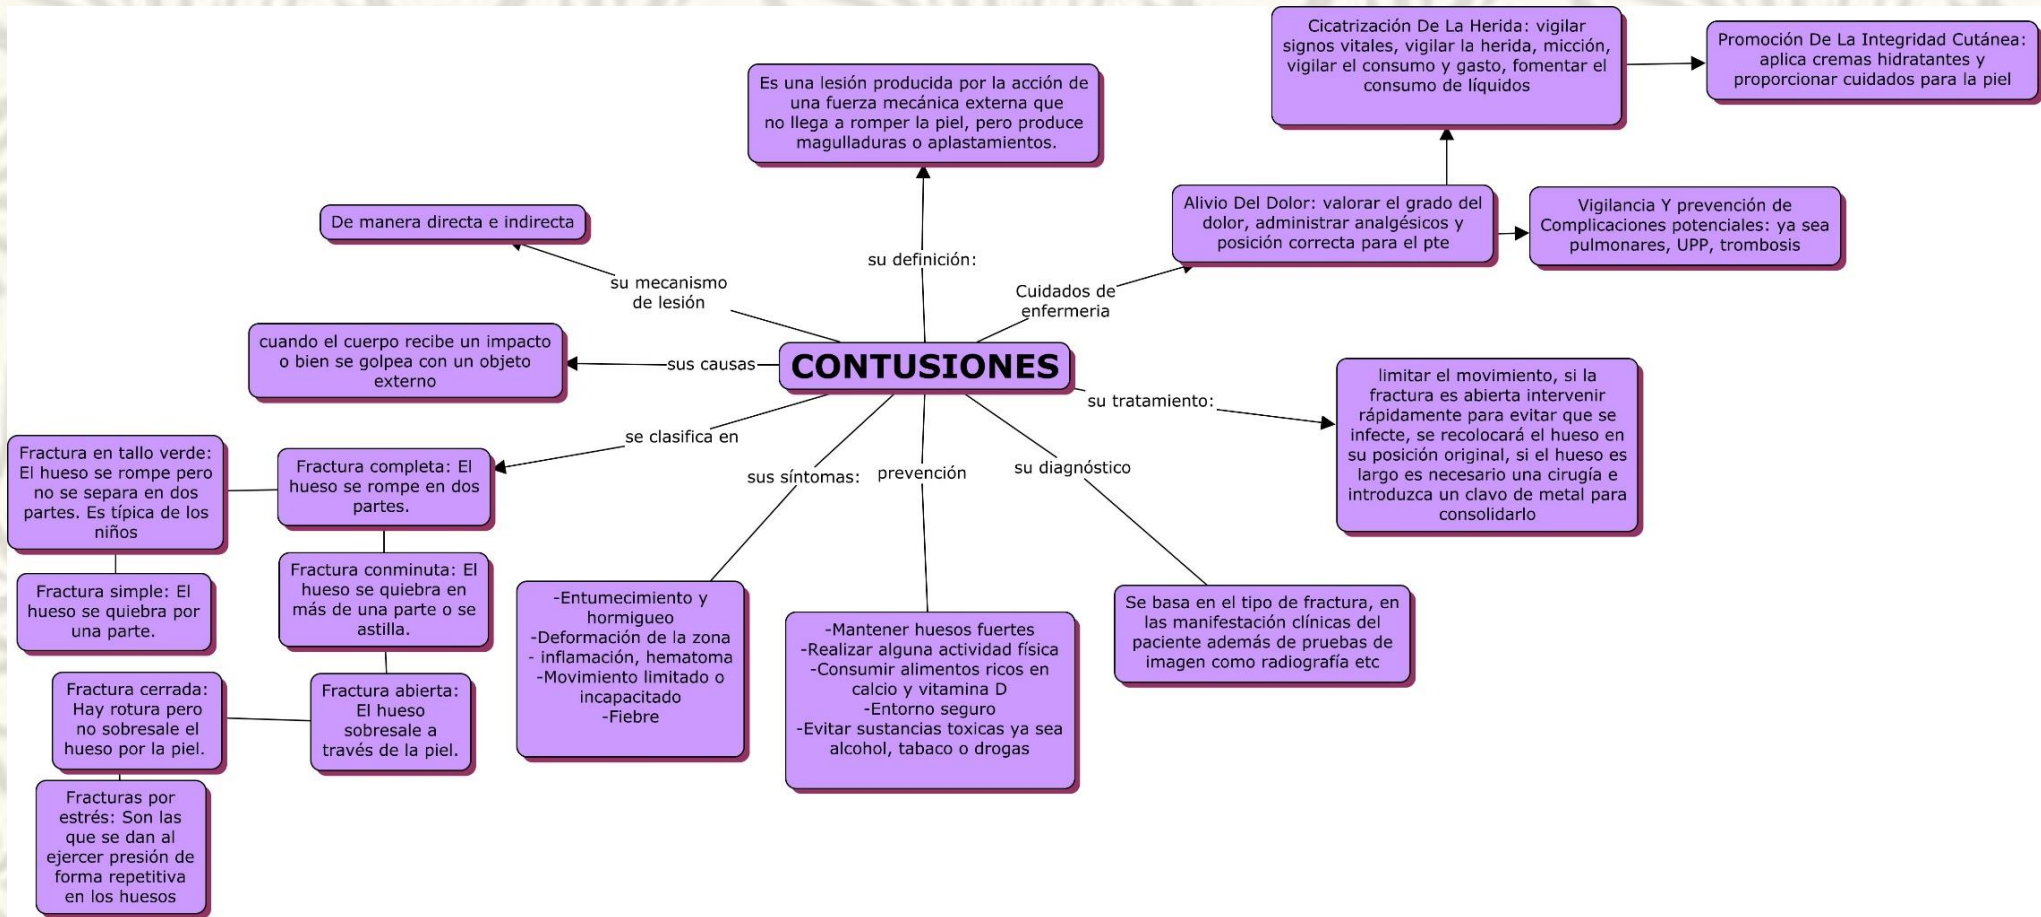 Cicatrización De La Herida: vigilar
signos vitales, vigilar la herida, micción,
vigilar el consumo y gasto, fomentar el
consumo de líquidos
Promoción De La Integridad Cutánea:
aplica cremas hidratantes y
proporcionar cuidados para la piel
Es una lesión producida por la acción de
una fuerza mecánica externa que
no llega a romper la piel, pero produce
magulladuras o aplastamientos.
Alivio Del Dolor: valorar el grado del
dolor, administrar analgésicos y
posición correcta para el pte
Vigilancia Y prevención de
Complicaciones potenciales: ya sea
pulmonares, UPP, trombosis
De manera directa e indirecta
su definición:
su mecanismo
de lesión
Cuidados de
enfermeria
cuando el cuerpo recibe un impacto
o bien se golpea con un objeto
externo
sus causas
CONTUSIONES
su tratamiento:
limitar el movimiento, si la
fractura es abierta intervenir
rápidamente para evitar que se
infecte, se recolocará el hueso en
su posición original, si el hueso es
largo es necesario una cirugía e
introduzca un clavo de metal para
consolidarlo
se clasifica en
sus síntomas:
prevención
su diagnóstico
Fractura en tallo verde:
El hueso se rompe pero
no se separa en dos
partes. Es típica de los
niños
Fractura completa: El
hueso se rompe en dos
partes.
Fractura simple: El
hueso se quiebra por
una parte.
Fractura conminuta: El
hueso se quiebra en
más de una parte o se
astilla.
Fractura cerrada:
Hay rotura pero
no sobresale el
hueso por la piel.
Fractura abierta:
El hueso
sobresale a
través de la piel.
Fracturas por
estrés: Son las
que se dan al
ejercer presión de
forma repetitiva
en los huesos
-Entumecimiento y
hormigueo
-Deformación de la zona
- inflamación, hematoma
-Movimiento limitado o
incapacitado
-Fiebre
-Mantener huesos fuertes
-Realizar alguna actividad física
-Consumir alimentos ricos en
calcio y vitamina D
-Entorno seguro
-Evitar sustancias toxicas ya sea
alcohol, tabaco o drogas
Se basa en el tipo de fractura, en
las manifestación clínicas del
paciente además de pruebas de
imagen como radiografía etc